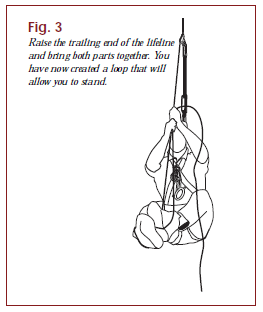 Fig. 3
Raise the trailing end of the lifeline
and bring both parts together. You
have now created a loop that will
allow you to stand.